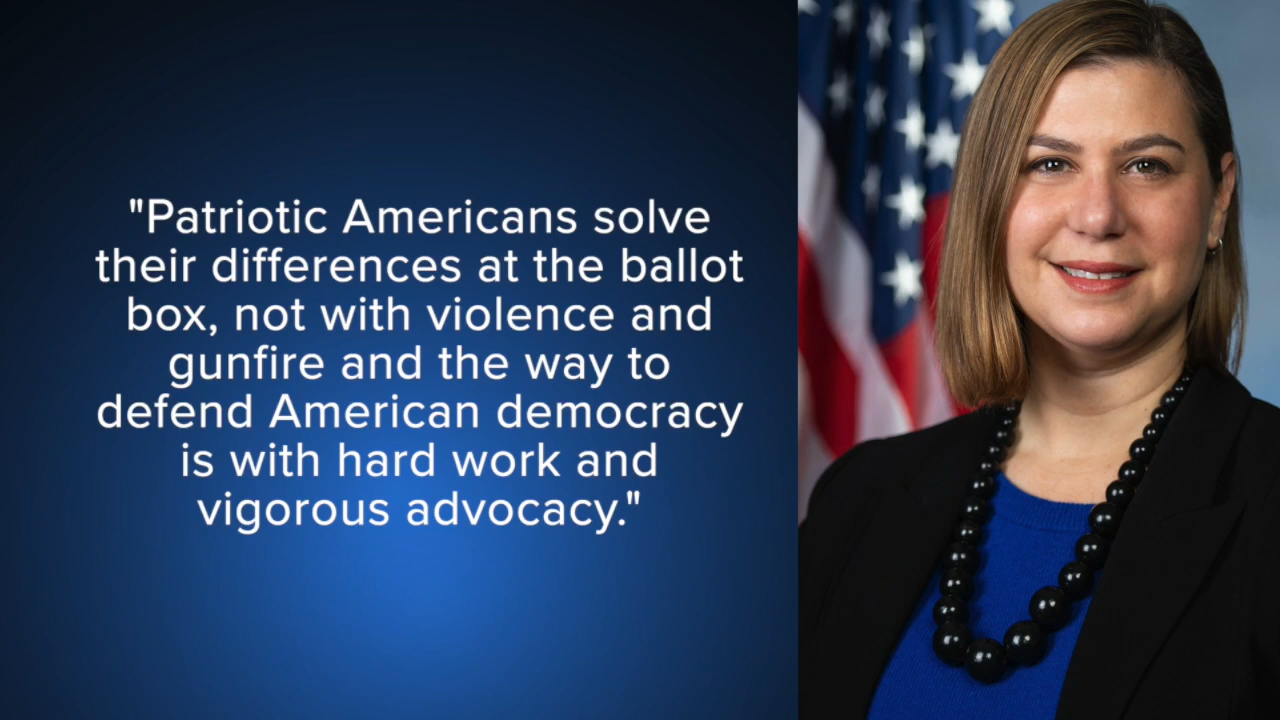 "Patriotic Americans solve
their differences at the ballot
box, not with violence and
gunfire and the way to
defend American democracy
is with hard work and
vigorous advocacy."